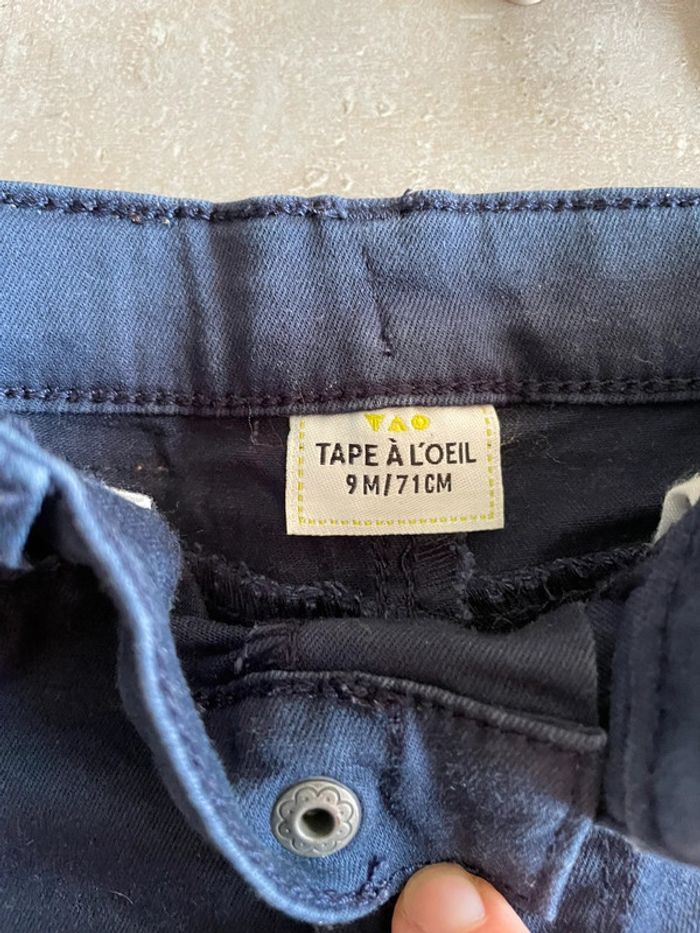 TAO
TAPE À L'OEIL
9M/71CM